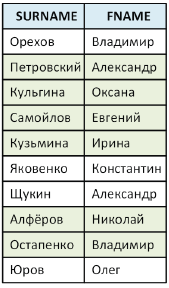 SURNAME FNAME
Орехов Владимир
Петровский Александр
Кульгина Оксана
Самойлов Евгений
Кузьмина Ирина
Яковенко Константин
Щукин Александр
Алфёров Николай
Остапенко Владимир
Юров Олег